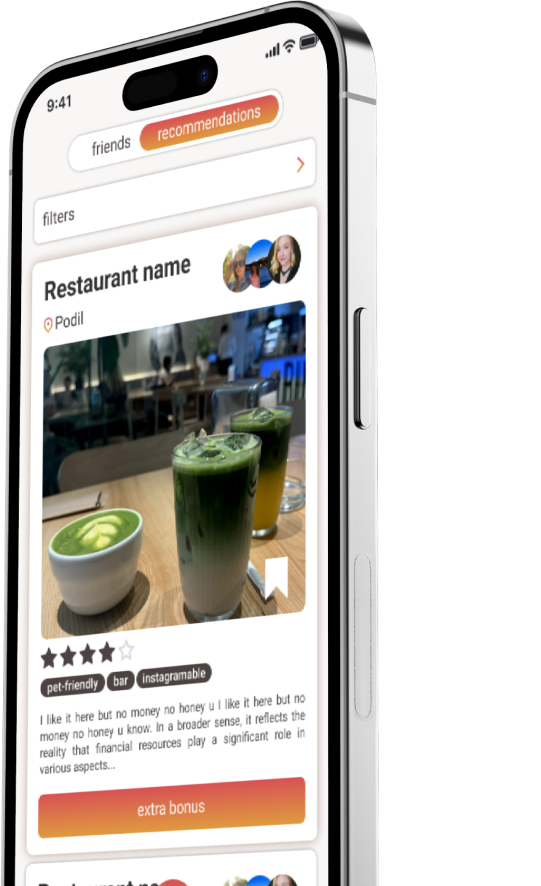 9:41
friends recommendations
filters
Restaurant name
Podil
pet-friendly bar instagramable
I like it here but no money no honey u I like it here but no
money no honey u know. In a broader sense, it reflects the
reality that financial resources play a significant role in
various aspects...
extra bonus
Restaurant